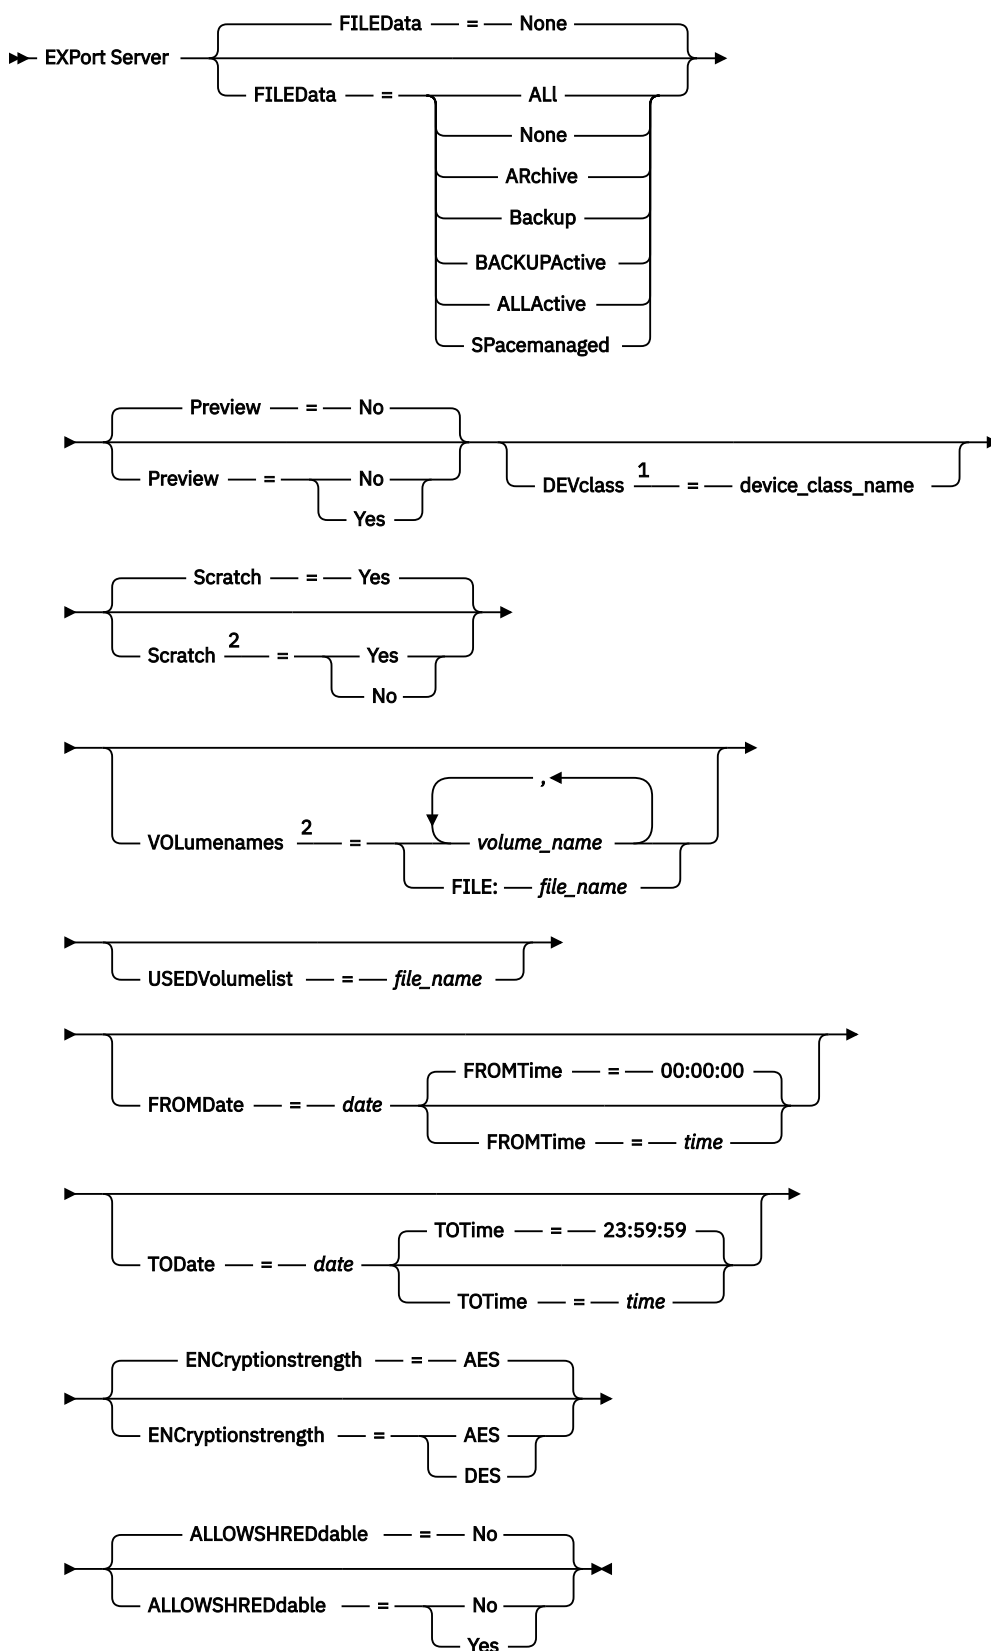 FILEData = None
EXPort Server
FILEData = ALl
None
ARchive
Backup
BACKUPActive
ALLActive
SPacemanaged
Preview = No
Preview = No
Yes
DEVclass 1 = device_class_name
Scratch = Yes
Scratch 2 = Yes
No
,
VOLumenames 2 = volume_name
FILE: file_name
USEDVolumelist = file_name
FROMTime = 00:00:00
FROMDate = date
FROMTime = time
TOTime = 23:59:59
TODate = date
TOTime = time
ENCryptionstrength = AES
ENCryptionstrength = AES
DES
ALLOWSHREDdable = No
ALLOWSHREDdable = No
Yes